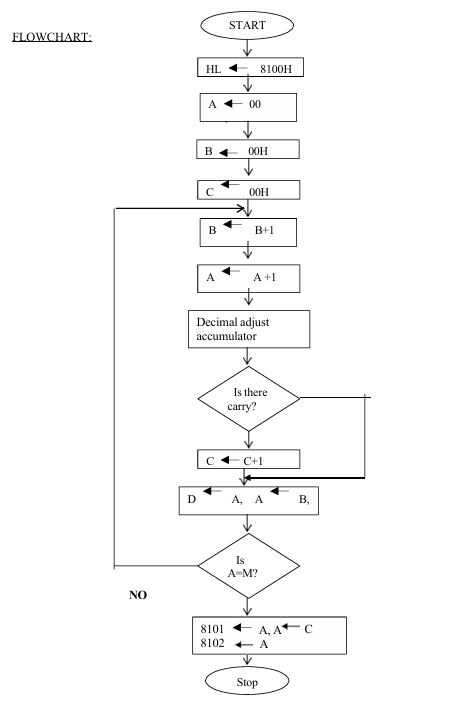 START
FLOWCHART:
HL ← 8100H
A ← 00
B ← 00H
C ← 00H
B ← B+1
A ← A +1
Decimal adjust
accumulator
Is there
carry?
C ← C+1
D ← A, A ← B,
Is
A=M?
NO
8101 ← A, A ← C
8102 ← A
Stop